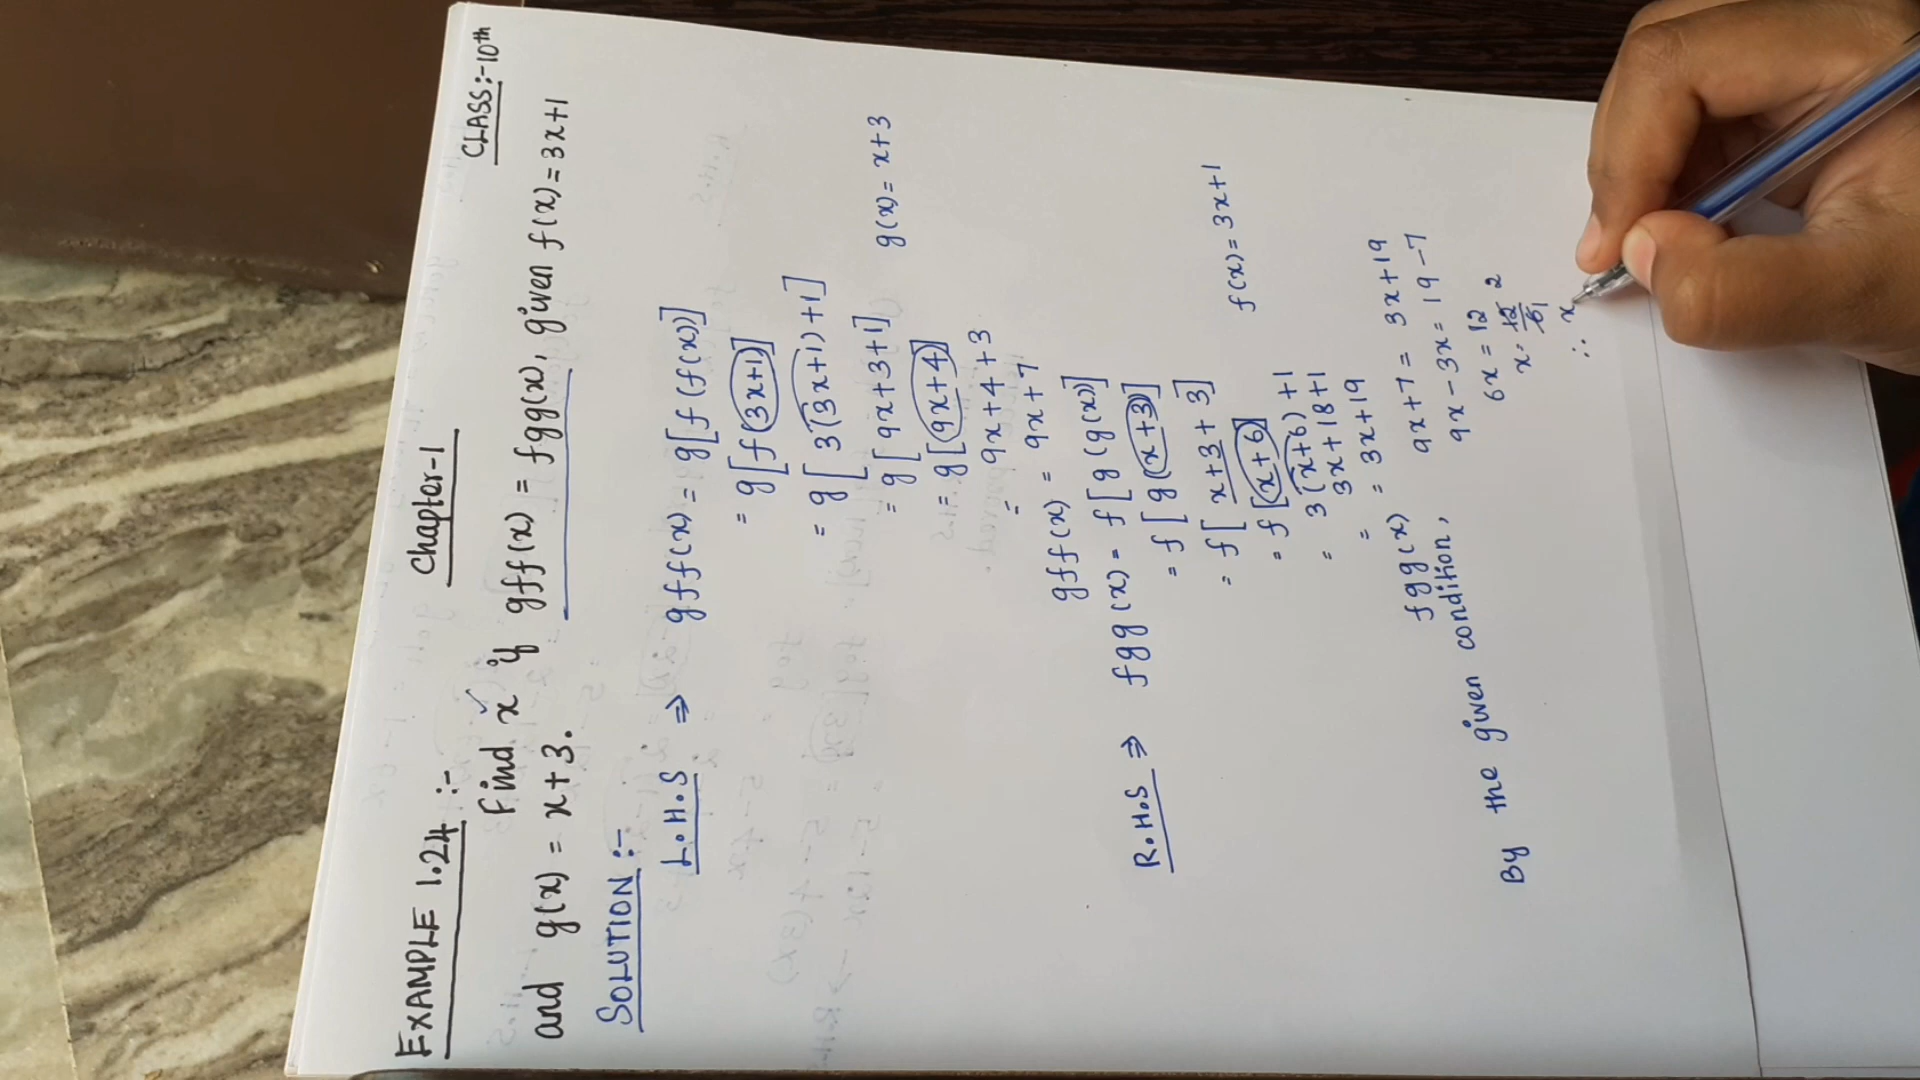 Chapter-1 CLASS:-10th
EXAMPLE 1.24 :-
Find x if gff(x) = fgg(x), given f(x) = 3x+1
and g(x) = x+3.
SOLUTION :-
L.H.S ⇒ gff(x) = g[f(f(x))]
= g[f(3x+1)]
= g[3(3x+1)+1]
= g[9x+3+1] g(x) = x+3
= g[9x+4]
= 9x+4+3
gff(x) = 9x+7
R.H.S ⇒ fgg(x) = f[g(g(x))]
= f[g(x+3)]
= f[x+3+3]
= f[x+6] f(x) = 3x+1
= 3(x+6)+1
= 3x+18+1
fgg(x) = 3x+19
By the given condition, 9x+7 = 3x+19
9x-3x = 19-7
6x = 12
x = 12/6 2 1
∴ x